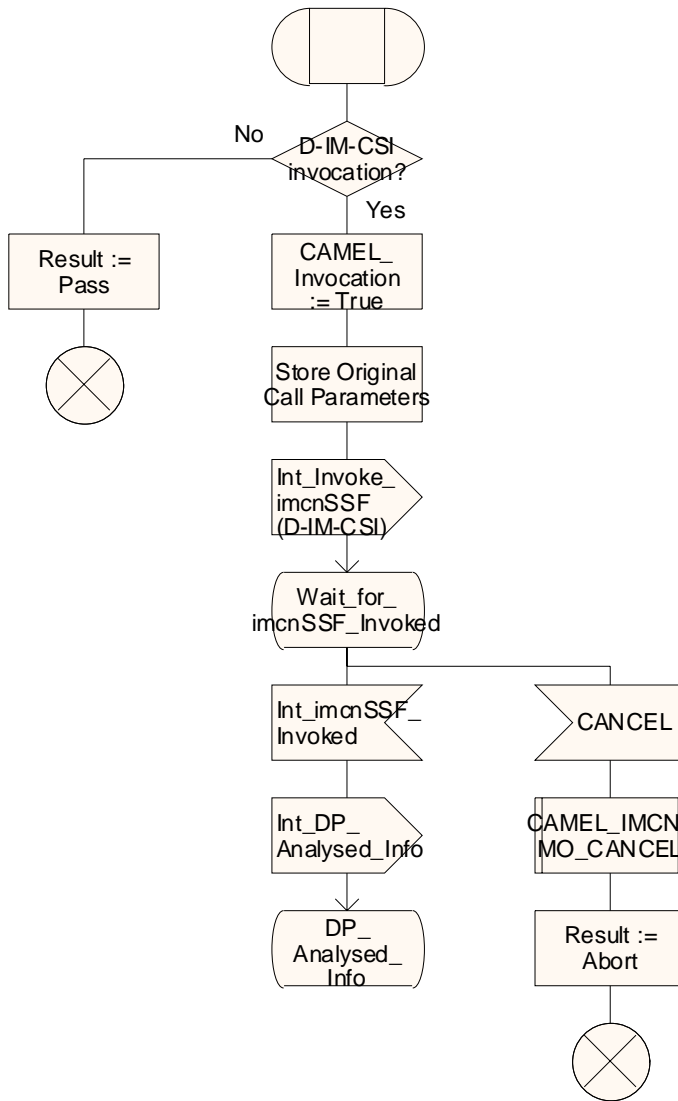 D-IM-CSI
invocation?
No
Yes
Result :=
Pass
CAMEL_
Invocation
:= True
Store Original
Call Parameters
Int_Invoke_
imcnSSF
(D-IM-CSI)
Wait_for_
imcnSSF_Invoked
Int_imcnSSF_
Invoked
CANCEL
Int_DP_
Analysed_Info
CAMEL_IMCN
MO_CANCEL
DP_
Analysed_
Info
Result :=
Abort